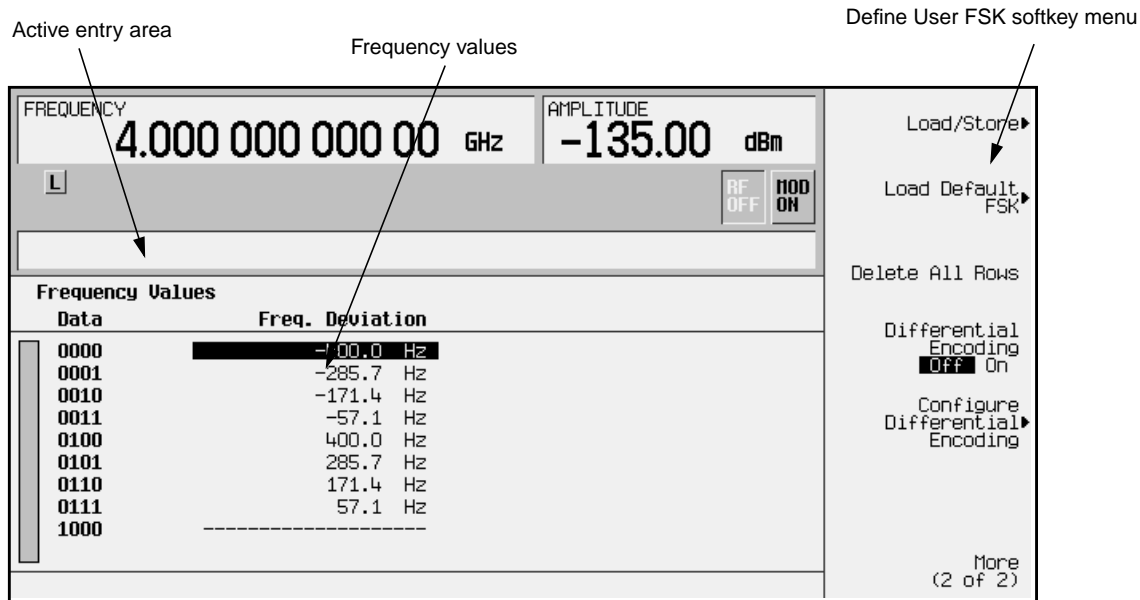 Define User FSK softkey menu
Active entry area
Frequency values
FREQUENCY
4.000 000 000 00 GHz
AMPLITUDE
-135.00 dBm
L
RF OFF
MOD ON
Load/Store
Load Default FSK
Delete All Rows
Differential Encoding
Off On
Configure Differential Encoding
More
(2 of 2)
Frequency Values
Data Freq. Deviation
0000 Hz
0001 -285.7 Hz
0010 -171.4 Hz
0011 -57.1 Hz
0100 400.0 Hz
0101 285.7 Hz
0110 171.4 Hz
0111 57.1 Hz
1000 --------------------